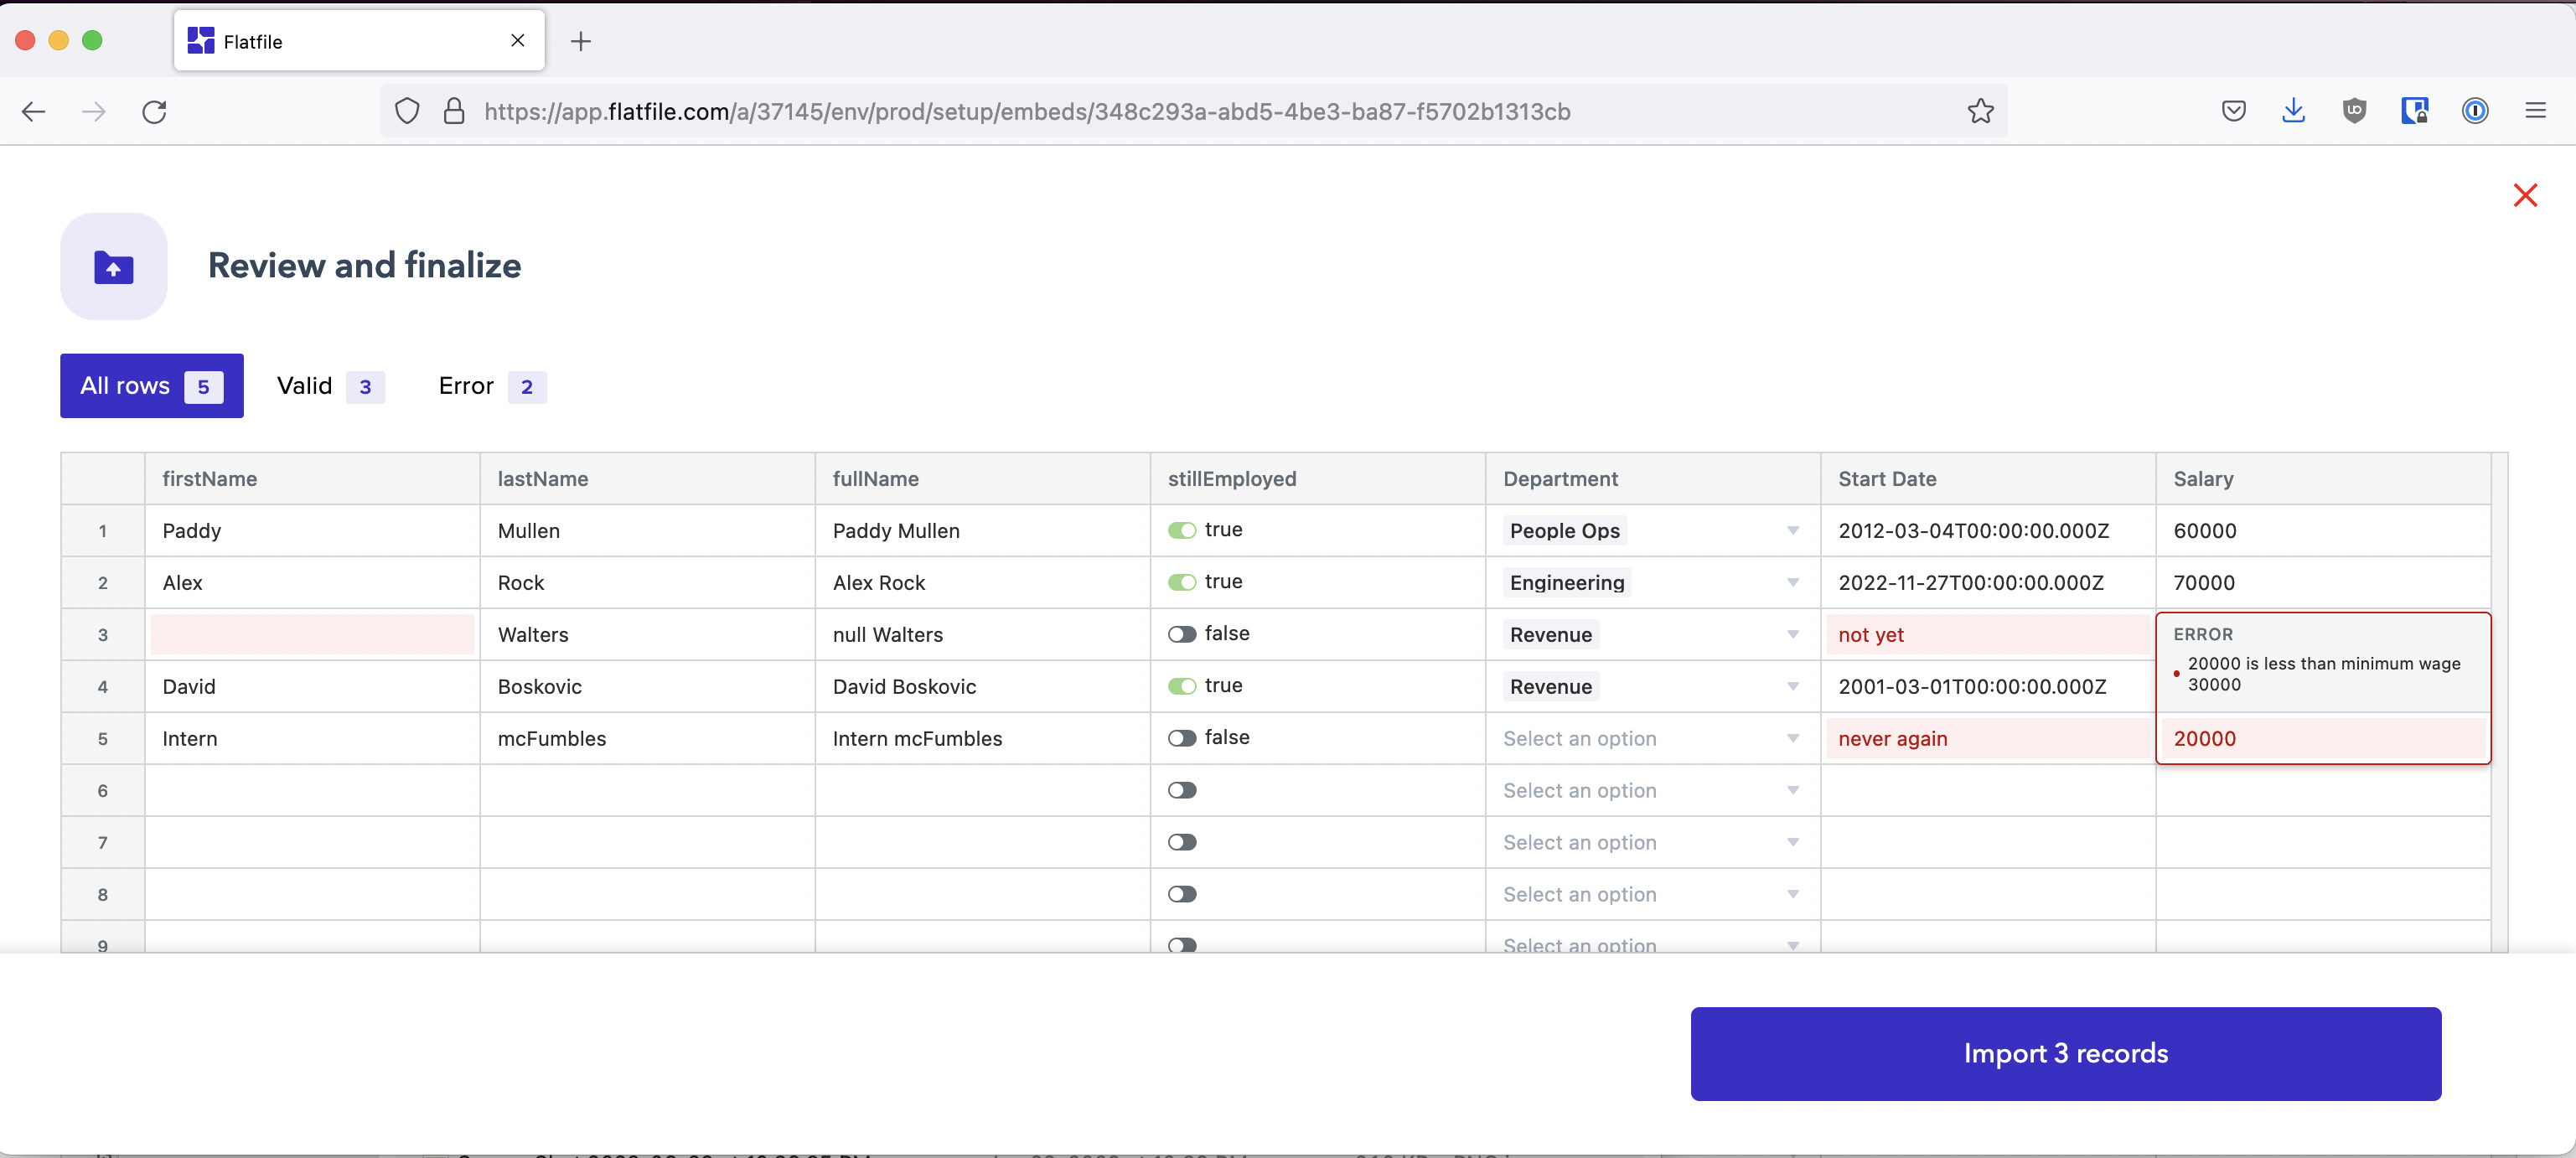 Flatfile
https://app.flatfile.com/a/37145/env/prod/setup/embeds/348c293a-abd5-4be3-ba87-f5702b1313cb
Review and finalize
All rows 5 Valid 3 Error 2
firstName lastName fullName stillEmployed Department Start Date Salary
1 Paddy Mullen Paddy Mullen true People Ops 2012-03-04T00:00:00.000Z 60000
2 Alex Rock Alex Rock true Engineering 2022-11-27T00:00:00.000Z 70000
3 Walters null Walters false Revenue not yet ERROR
20000 is less than minimum wage
30000
4 David Boskovic David Boskovic true Revenue 2001-03-01T00:00:00.000Z
5 Intern mcFumbles Intern mcFumbles false Select an option never again 20000
6 Select an option
7 Select an option
8 Select an option
9 Select an option
Import 3 records